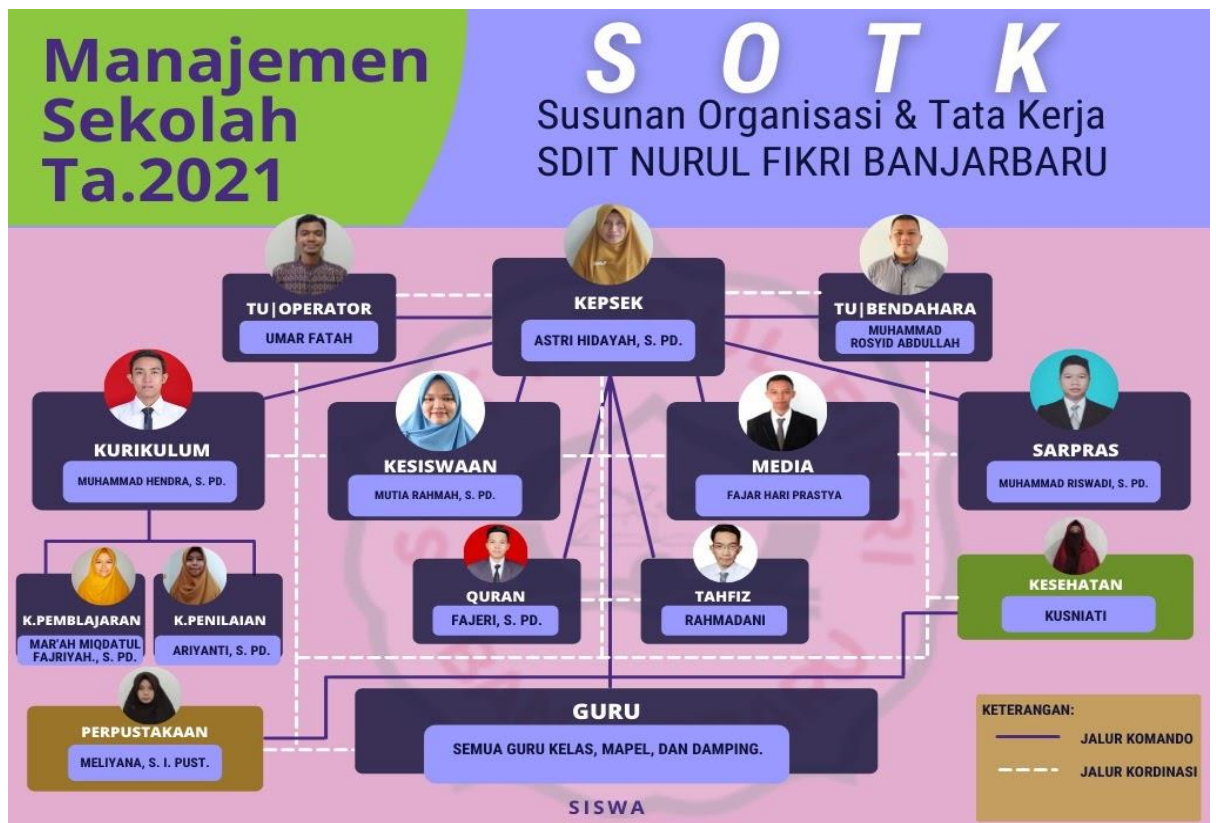 Manajemen
Sekolah
Ta.2021
S O T K
Susunan Organisasi & Tata Kerja
SDIT NURUL FIKRI BANJARBARU
TU|OPERATOR
UMAR FATAH
KEPSEK
ASTRI HIDAYAH, S. PD.
TU|BENDAHARA
MUHAMMAD
ROSYID ABDULLAH
KURIKULUM
MUHAMMAD HENDRA, S. PD.
KESISWAAN
MUTIA RAHMAH, S. PD.
MEDIA
FAJAR HARI PRASTYA
SARPRAS
MUHAMMAD RISWADI, S. PD.
K.PEMBLAJARAN
MAR'AH MIQDATUL
FAJRIYAH., S. PD.
K.PENILAIAN
ARIYANTI, S. PD.
QURAN
FAJERI, S. PD.
TAHFIZ
RAHMADANI
KESEHATAN
KUSNIATI
PERPUSTAKAAN
MELIYANA, S. I. PUST.
GURU
SEMUA GURU KELAS, MAPEL, DAN DAMPING.
KETERANGAN:
JALUR KOMANDO
JALUR KORDINASI
SISWA